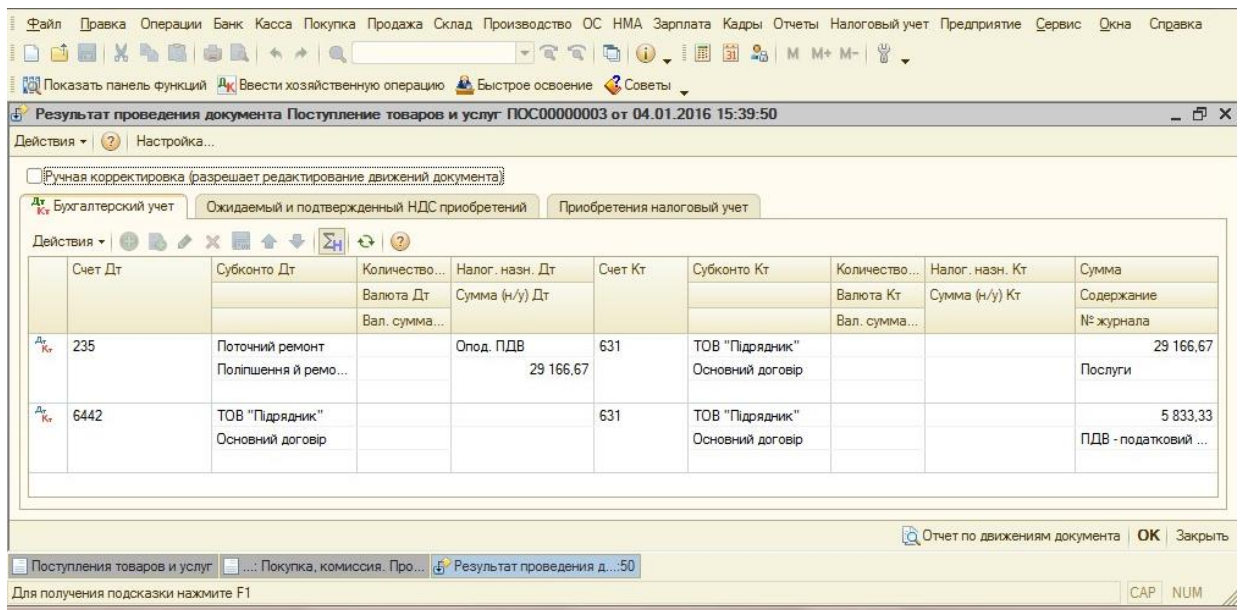 Файл Правка Операции Банк Касса Покупка Продажа Склад Производство ОС НМА Зарплата Кадры Отчеты Налоговый учет Предприятие Сервис Окна Справка
M M+ M-
Показать панель функций Ввести хозяйственную операцию Быстрое освоение Советы
Результат проведения документа Поступление товаров и услуг ПОС00000003 от 04.01.2016 15:39:50
Действия Настройка...
Ручная корректировка (разрешает редактирование движений документа)
Дт Кт Бухгалтерский учет Ожидаемый и подтвержденный НДС приобретений Приобретения налоговый учет
Действия
Счет Дт Субконто Дт Количество... Налог. назн. Дт Счет Кт Субконто Кт Количество... Налог. назн. Кт Сумма
Валюта Дт Сумма (н/у) Дт Валюта Кт Сумма (н/у) Кт Содержание
Вал. сумма... Вал. сумма... № журнала
Дт Кт 235 Поточний ремонт Опод. ПДВ 631 ТОВ "Підрядник" 29 166,67
Поліпшення й ремо... 29 166,67 Основний договір Послуги
Дт Кт 6442 ТОВ "Підрядник" 631 ТОВ "Підрядник" 5 833,33
Основний договір Основний договір ПДВ - податковий ...
Отчет по движениям документа OK Закрыть
Поступления товаров и услуг ...: Покупка, комиссия. Про... Результат проведения д...:50
Для получения подсказки нажмите F1 CAP NUM